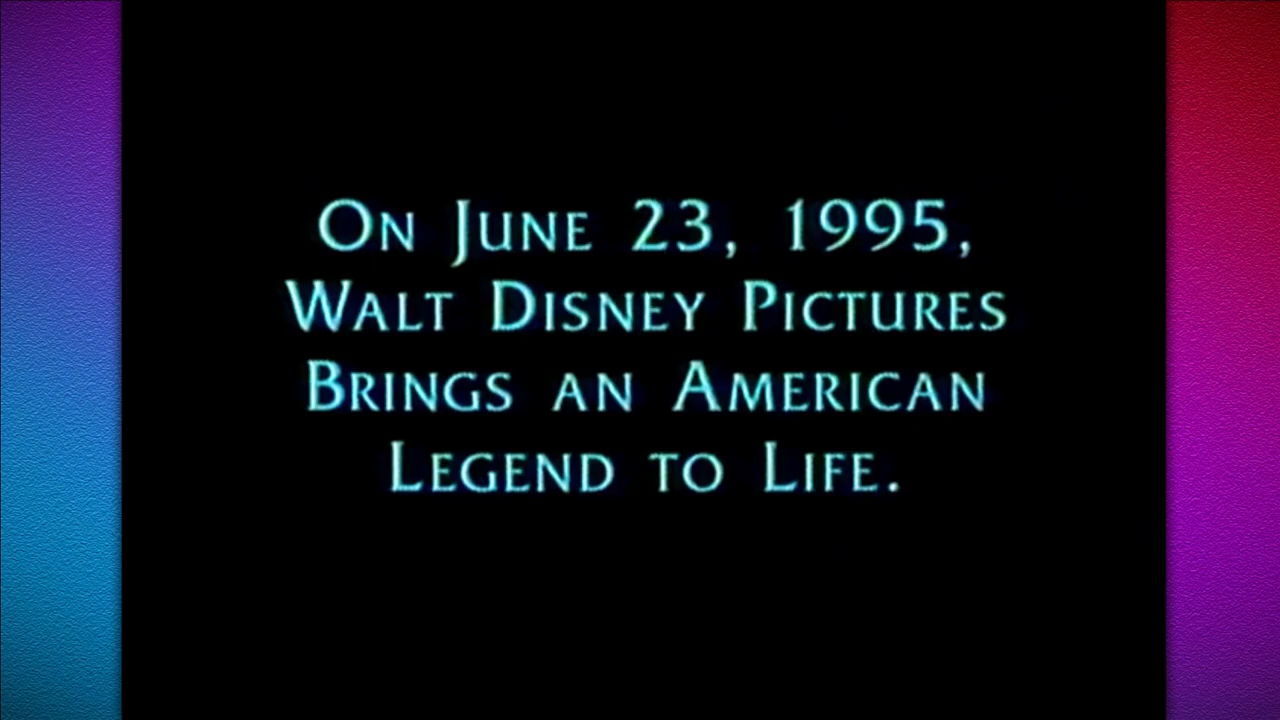 On June 23, 1995,
Walt Disney Pictures
Brings an American
Legend to Life.